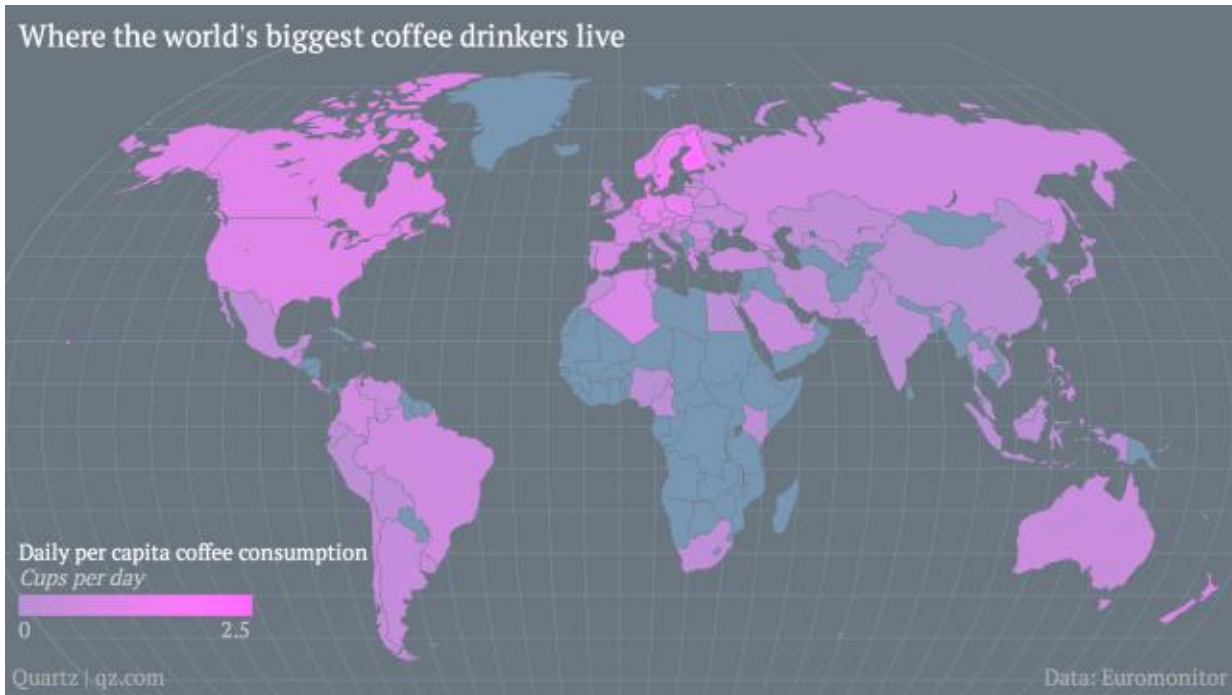 Where the world's biggest coffee drinkers live
Daily per capita coffee consumption
Cups per day
0 2.5
Quartz | qz.com
Data: Euromonitor